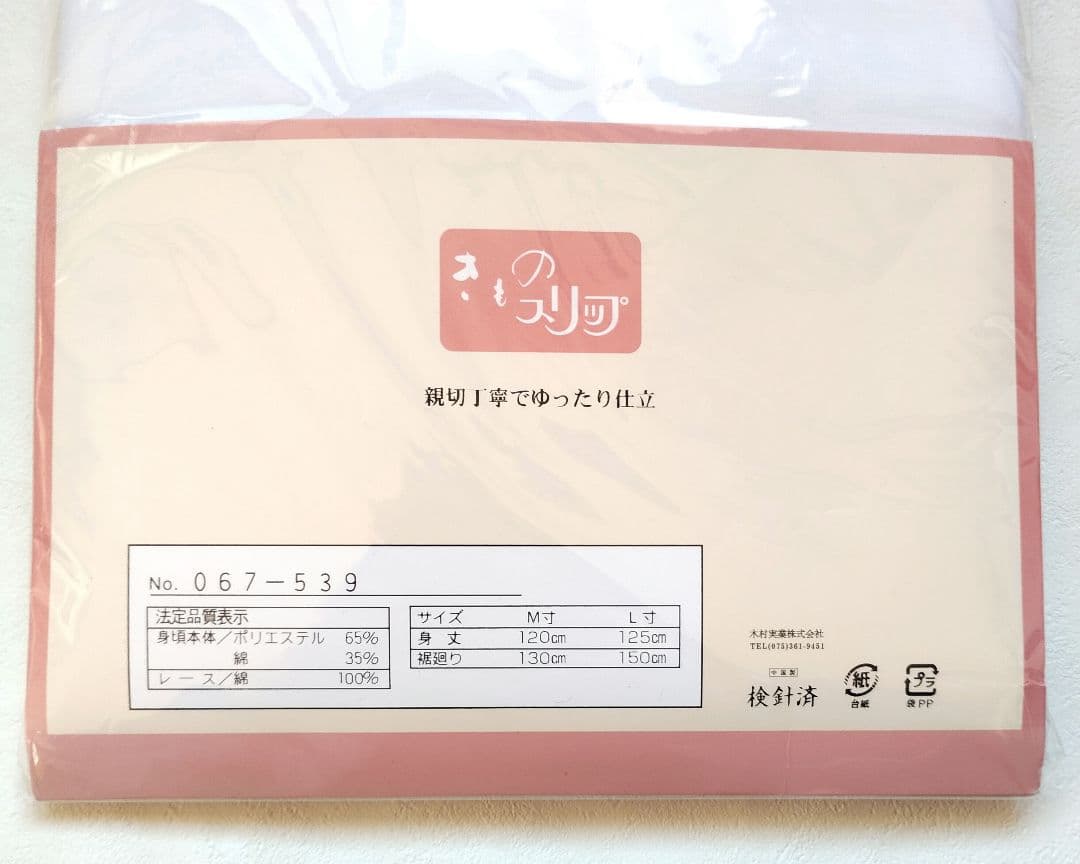 きもの
スリップ
親切丁寧でゆったり仕立
No. 067-539
法定品質表示
身頃本体/ポリエステル 65%
綿 35%
レース/綿 100%
サイズ M寸 L寸
身丈 120cm 125cm
裾廻り 130cm 150cm
木村実業株式会社
TEL(075)361-9451
中国製
検針済
紙
台紙
プラ
袋PP